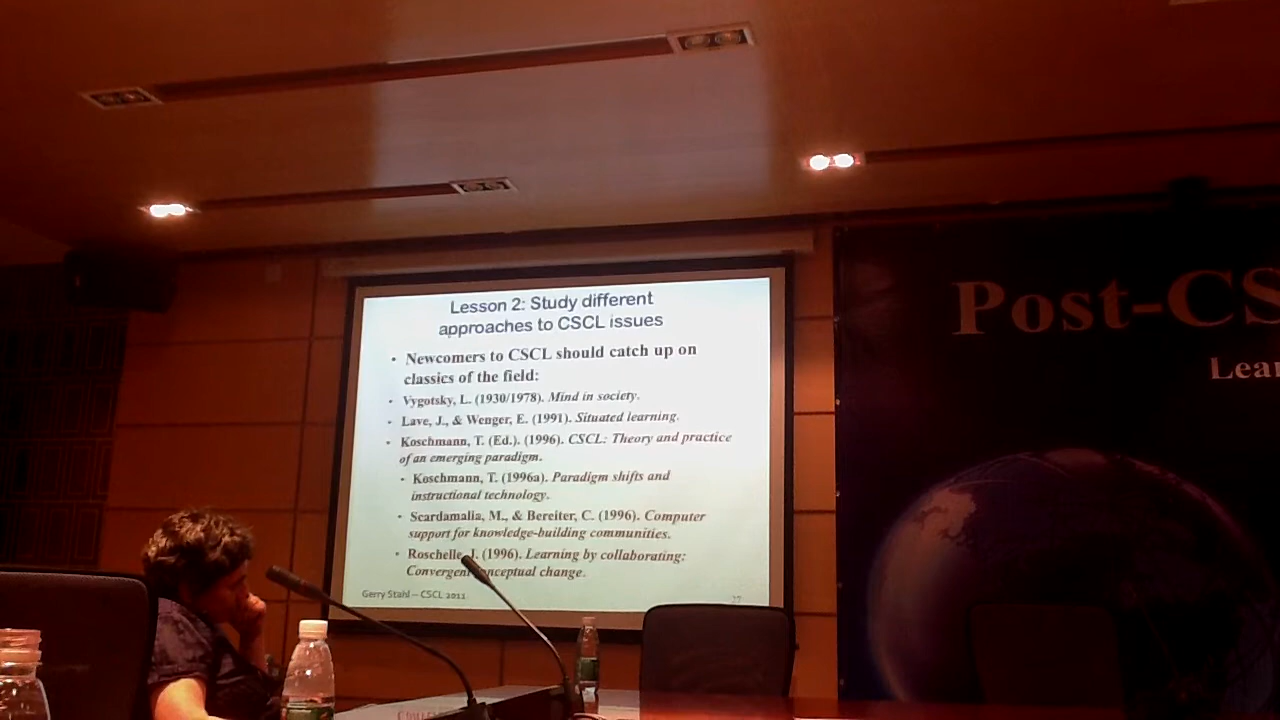 Lesson 2: Study different
approaches to CSCL issues
• Newcomers to CSCL should catch up on
classics of the field:
• Vygotsky, L. (1930/1978). Mind in society.
• Lave, J., & Wenger, E. (1991). Situated learning.
• Koschmann, T. (Ed.). (1996). CSCL: Theory and practice
of an emerging paradigm.
• Koschmann, T. (1996a). Paradigm shifts and
instructional technology.
• Scardamalia, M., & Bereiter, C. (1996). Computer
support for knowledge-building communities.
• Roschelle, J. (1996). Learning by collaborating:
Convergent conceptual change.
Gerry Stahl – CSCL 2011
27
Post-CS
Lear